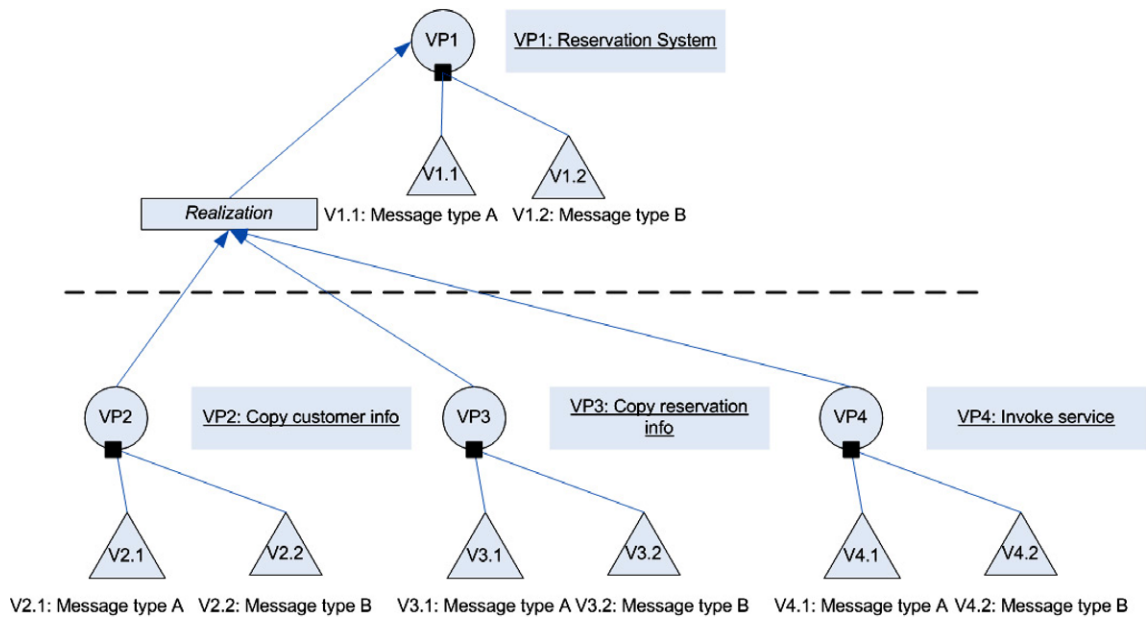 VP1
VP1: Reservation System
V1.1
V1.2
Realization
V1.1: Message type A
V1.2: Message type B
VP2
VP2: Copy customer info
VP3
VP3: Copy reservation
info
VP4
VP4: Invoke service
V2.1
V2.2
V3.1
V3.2
V4.1
V4.2
V2.1: Message type A
V2.2: Message type B
V3.1: Message type A
V3.2: Message type B
V4.1: Message type A
V4.2: Message type B